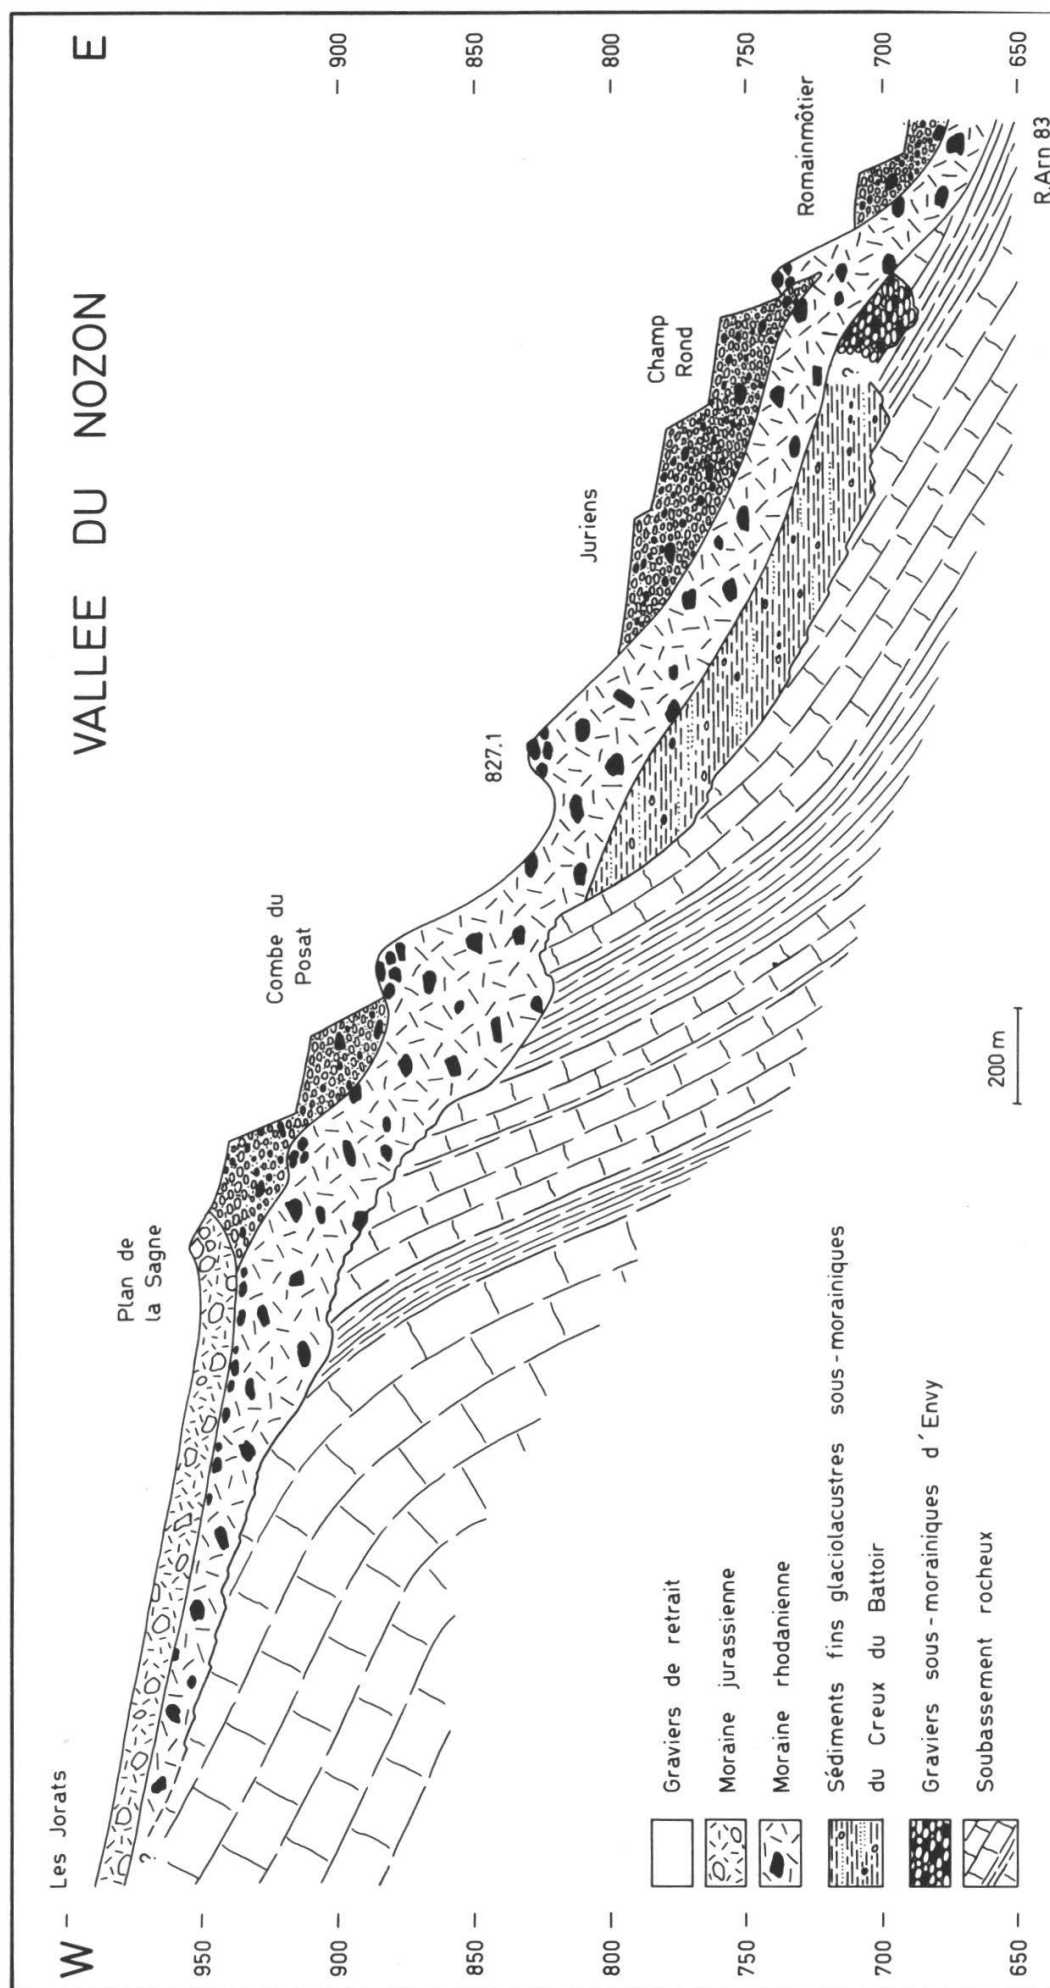 VALLEE DU NOZON
W
E
Les Jorats
Plan de
la Sagne
Combe du
Posat
827.1
Juriens
Champ
Rond
Romainmôtier
950
900
850
800
750
700
650
900
850
800
750
700
650
?
?
200 m
Graviers de retrait
Moraine jurassienne
Moraine rhodanienne
Sédiments fins glaciolacustres sous-morainiques
du Creux du Battoir
Graviers sous-morainiques d'Envy
Soubassement rocheux
R.Arn 83